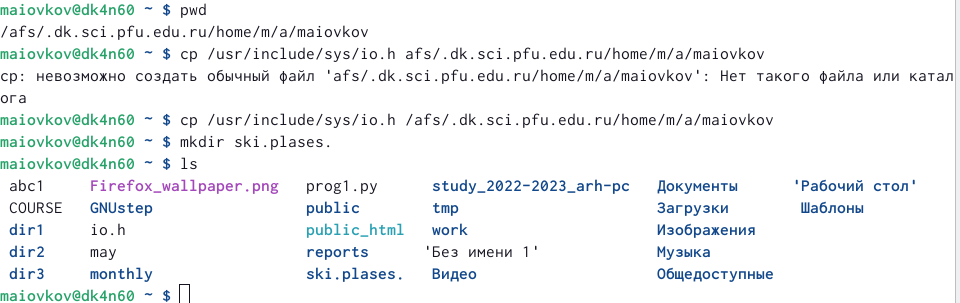 maiovkov@dk4n60 ~ $ pwd
/afs/.dk.sci.pfu.edu.ru/home/m/a/maiovkov
maiovkov@dk4n60 ~ $ cp /usr/include/sys/io.h afs/.dk.sci.pfu.edu.ru/home/m/a/maiovkov
cp: невозможно создать обычный файл 'afs/.dk.sci.pfu.edu.ru/home/m/a/maiovkov': Нет такого файла или катал
ога
maiovkov@dk4n60 ~ $ cp /usr/include/sys/io.h /afs/.dk.sci.pfu.edu.ru/home/m/a/maiovkov
maiovkov@dk4n60 ~ $ mkdir ski.plases.
maiovkov@dk4n60 ~ $ ls
abc1 Firefox_wallpaper.png prog1.py study_2022-2023_arh-pc Документы 'Рабочий стол'
COURSE GNUstep public tmp Загрузки Шаблоны
dir1 io.h public_html work Изображения
dir2 may reports 'Без имени 1' Музыка
dir3 monthly ski.plases. Видео Общедоступные
maiovkov@dk4n60 ~ $